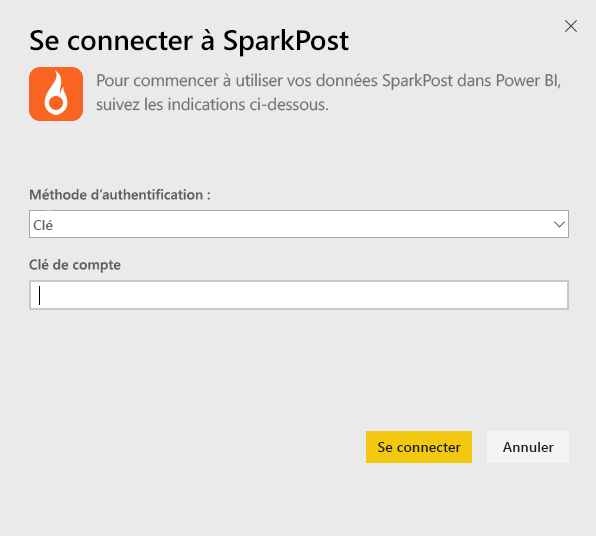 Se connecter à SparkPost
Pour commencer à utiliser vos données SparkPost dans Power BI,
suivez les indications ci-dessous.
Méthode d’authentification :
Clé
Clé de compte
Se connecter
Annuler